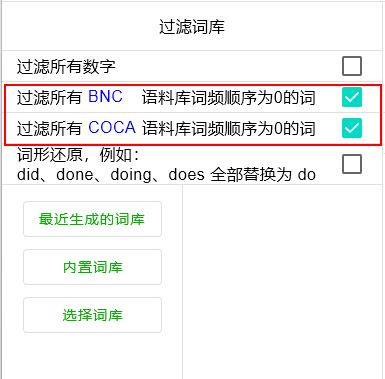 过滤词库
过滤所有数字
过滤所有 BNC 语料库词频顺序为0的词
过滤所有 COCA 语料库词频顺序为0的词
词形还原，例如：
did、done、doing、does 全部替换为 do
最近生成的词库
内置词库
选择词库